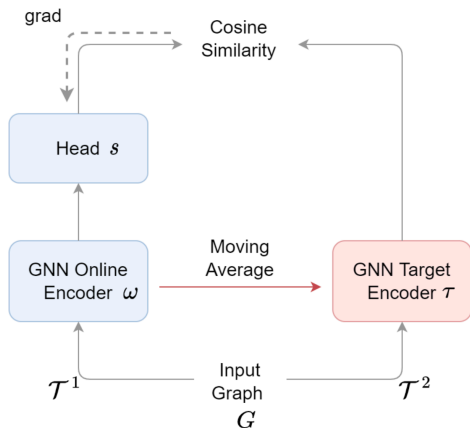 grad
Cosine
Similarity
Head s
GNN Online
Encoder ω
Moving
Average
GNN Target
Encoder τ
𝒯¹
Input
Graph
G
𝒯²